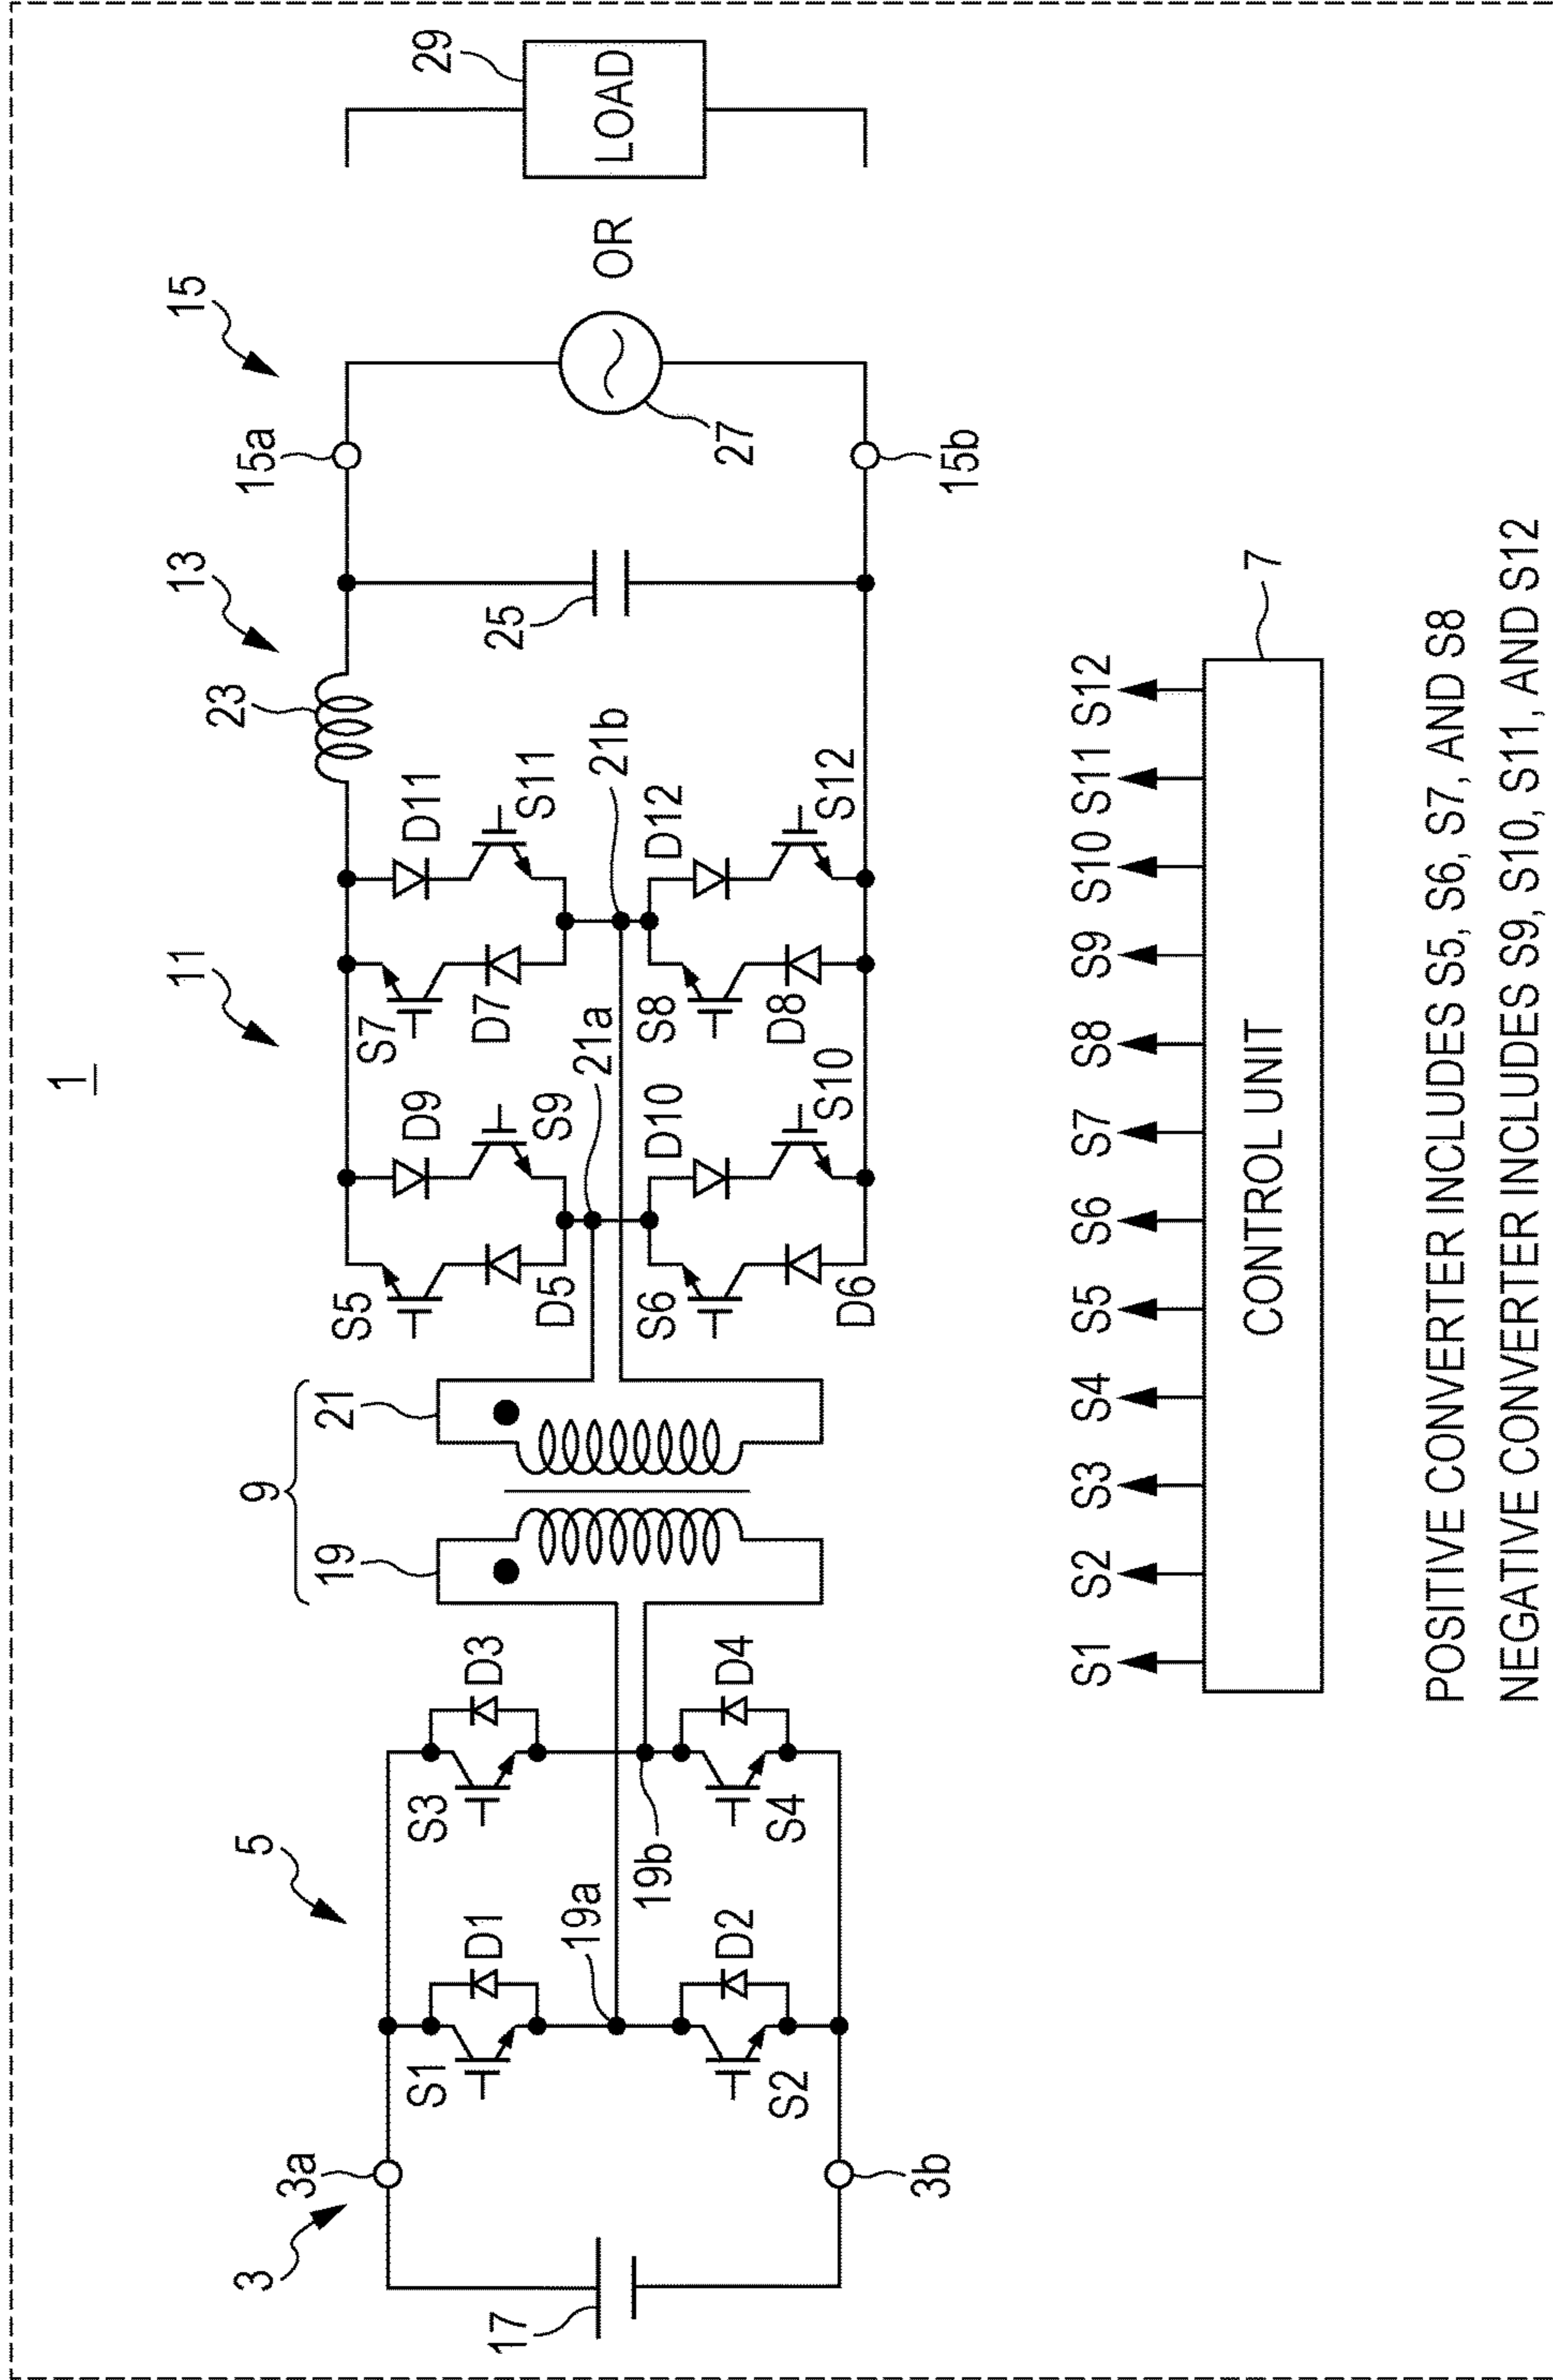 1
3
3a
3b
17
5
S1
D1
S2
D2
S3
D3
S4
D4
19a
19b
9
19
21
11
S5
D5
S6
D6
D9
S9
D10
S10
21a
S7
D7
S8
D8
D11
S11
D12
S12
21b
13
23
25
15
15a
15b
27
OR
29
LOAD
S1 S2 S3 S4 S5 S6 S7 S8 S9 S10 S11 S12
CONTROL UNIT
7
POSITIVE CONVERTER INCLUDES S5, S6, S7, AND S8
NEGATIVE CONVERTER INCLUDES S9, S10, S11, AND S12